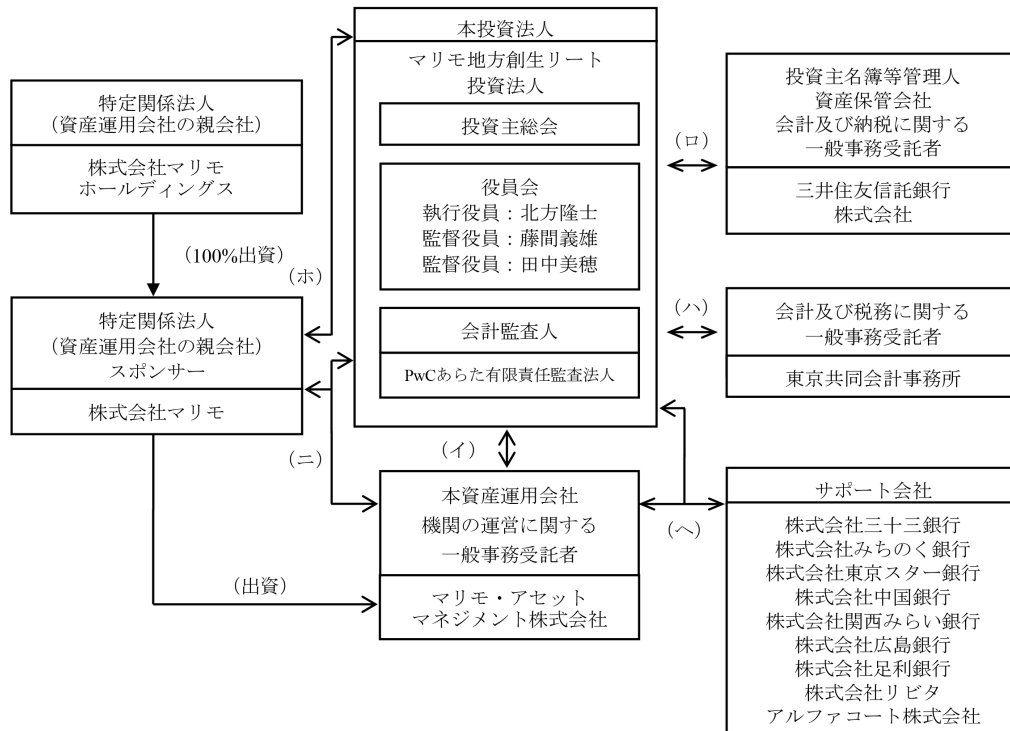 本投資法人
マリモ地方創生リート
投資法人
投資主総会
役員会
執行役員：北方隆士
監督役員：藤間義雄
監督役員：田中美穂
会計監査人
PwCあらた有限責任監査法人
特定関係法人
（資産運用会社の親会社）
株式会社マリモ
ホールディングス
（100%出資）
（ホ）
特定関係法人
（資産運用会社の親会社）
スポンサー
株式会社マリモ
（ニ）
（出資）
（イ）
本資産運用会社
機関の運営に関する
一般事務受託者
マリモ・アセット
マネジメント株式会社
（ロ）
投資主名簿等管理人
資産保管会社
会計及び納税に関する
一般事務受託者
三井住友信託銀行
株式会社
（ハ）
会計及び税務に関する
一般事務受託者
東京共同会計事務所
（ヘ）
サポート会社
株式会社三十三銀行
株式会社みちのく銀行
株式会社東京スター銀行
株式会社中国銀行
株式会社関西みらい銀行
株式会社広島銀行
株式会社足利銀行
株式会社リビタ
アルファコート株式会社